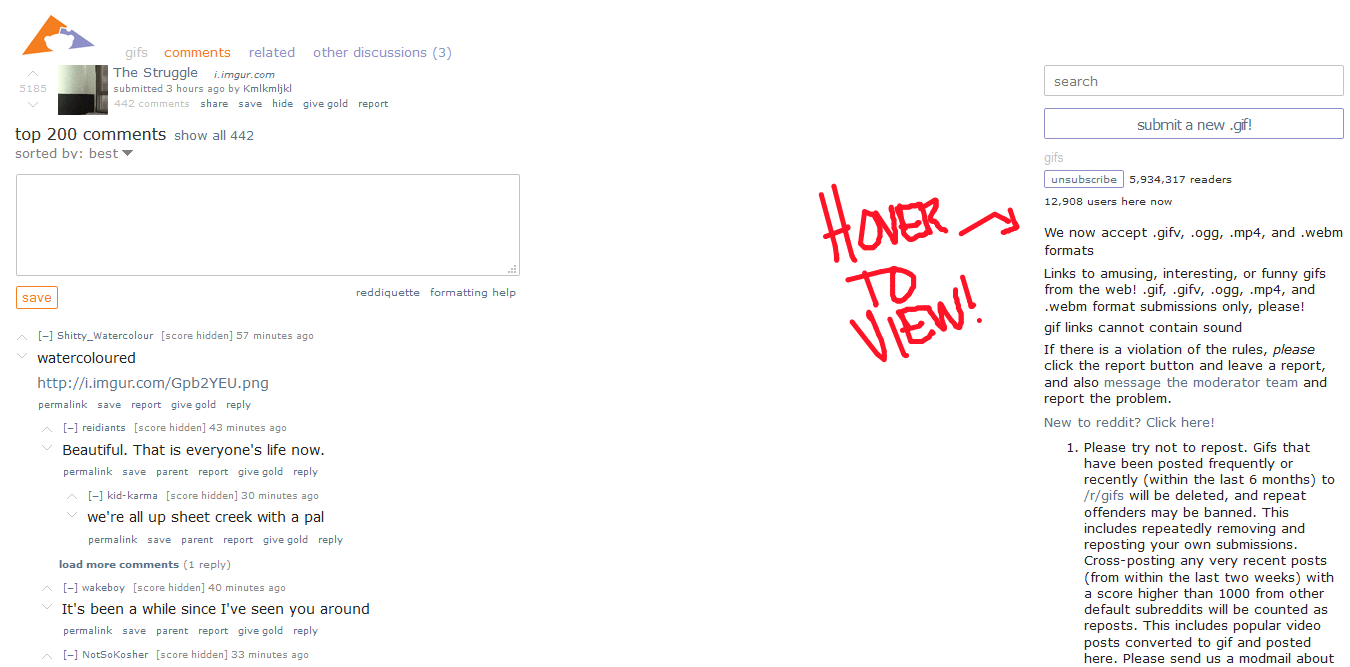 gifs comments related other discussions (3)
5185
The Struggle i.imgur.com
submitted 3 hours ago by Kmlkmljkl
442 comments share save hide give gold report
top 200 comments show all 442
sorted by: best
save
reddiquette formatting help
[–] Shitty_Watercolour [score hidden] 57 minutes ago
watercoloured
http://i.imgur.com/Gpb2YEU.png
permalink save report give gold reply
[–] reidiants [score hidden] 43 minutes ago
Beautiful. That is everyone's life now.
permalink save parent report give gold reply
[–] kid-karma [score hidden] 30 minutes ago
we're all up sheet creek with a pal
permalink save parent report give gold reply
load more comments (1 reply)
[–] wakeboy [score hidden] 40 minutes ago
It's been a while since I've seen you around
permalink save parent report give gold reply
[–] NotSoKosher [score hidden] 33 minutes ago
HOVER
TO
VIEW!
search
submit a new .gif!
gifs
unsubscribe 5,934,317 readers
12,908 users here now
We now accept .gifv, .ogg, .mp4, and .webm
formats
Links to amusing, interesting, or funny gifs
from the web! .gif, .gifv, .ogg, .mp4, and
.webm format submissions only, please!
gif links cannot contain sound
If there is a violation of the rules, please
click the report button and leave a report,
and also message the moderator team and
report the problem.
New to reddit? Click here!
1. Please try not to repost. Gifs that
have been posted frequently or
recently (within the last 6 months) to
/r/gifs will be deleted, and repeat
offenders may be banned. This
includes repeatedly removing and
reposting your own submissions.
Cross-posting any very recent posts
(from within the last two weeks) with
a score higher than 1000 from other
default subreddits will be counted as
reposts. This includes popular video
posts converted to gif and posted
here. Please send us a modmail about